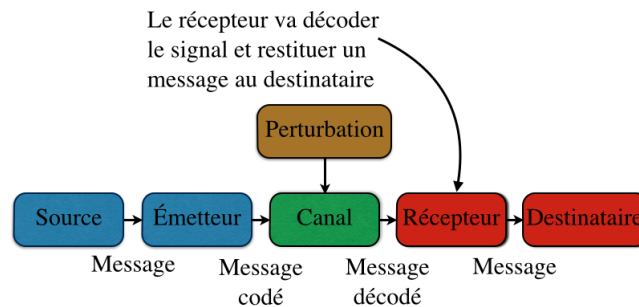 Le récepteur va décoder
le signal et restituer un
message au destinataire
Perturbation
Source
Émetteur
Canal
Récepteur
Destinataire
Message
Message
codé
Message
décodé
Message